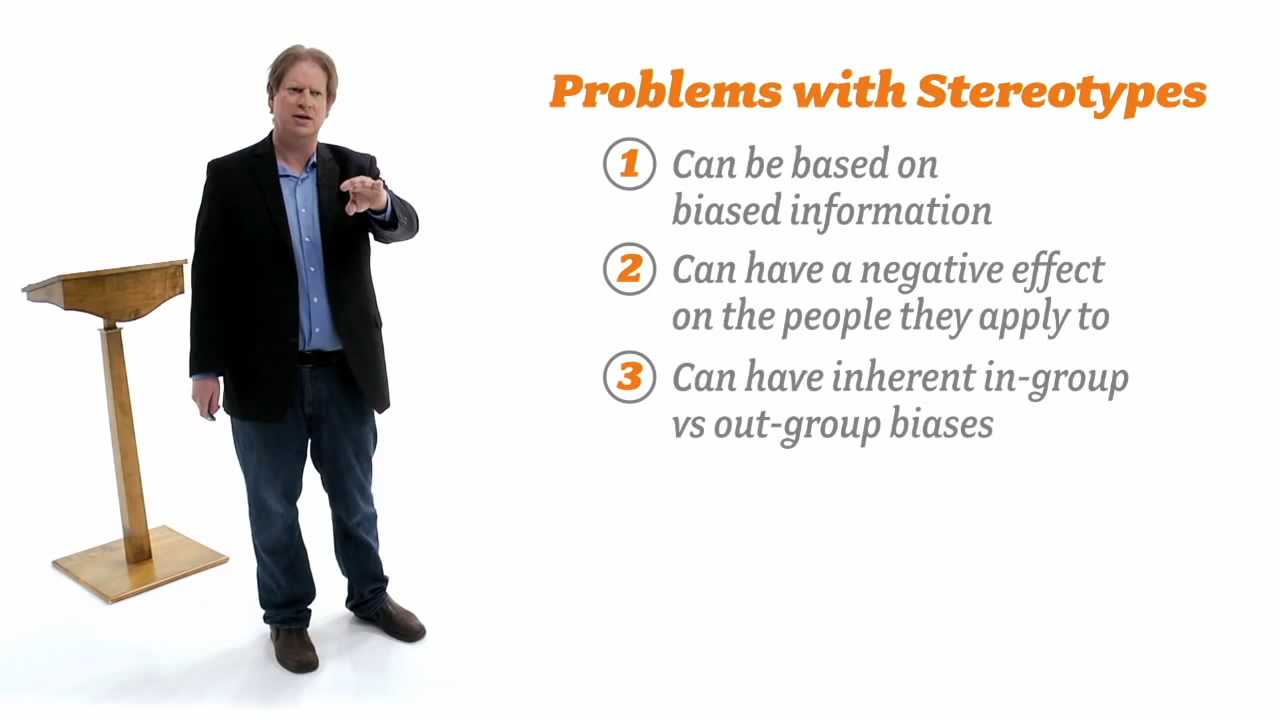 Problems with Stereotypes
1 Can be based on
biased information
2 Can have a negative effect
on the people they apply to
3 Can have inherent in-group
vs out-group biases